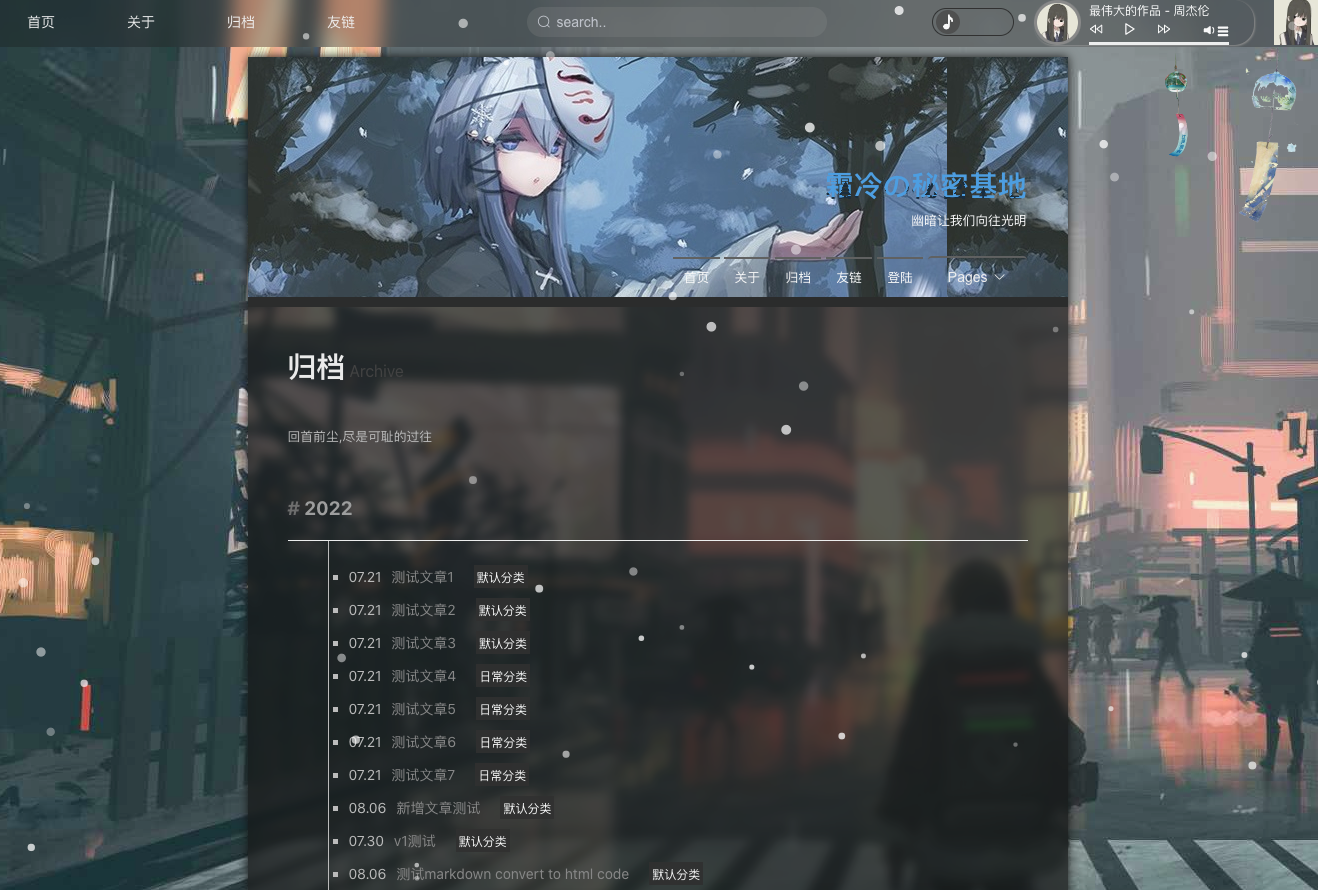 首页 关于 归档 友链 search.. 最伟大的作品 - 周杰伦
霜冷の秘密基地
幽暗让我们向往光明
首页 关于 归档 友链 登陆 Pages
归档 Archive
回首前尘,尽是可耻的过往
# 2022
07.21 测试文章1 默认分类
07.21 测试文章2 默认分类
07.21 测试文章3 默认分类
07.21 测试文章4 日常分类
07.21 测试文章5 日常分类
07.21 测试文章6 日常分类
07.21 测试文章7 日常分类
08.06 新增文章测试 默认分类
07.30 v1测试 默认分类
08.06 测试markdown convert to html code 默认分类